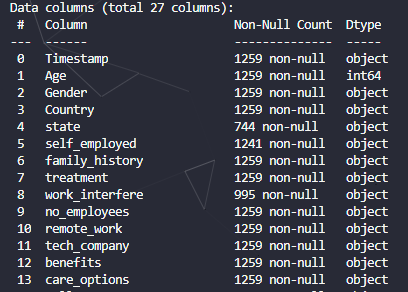 Data columns (total 27 columns):
 #   Column          Non-Null Count  Dtype
---  ------          --------------  -----
 0   Timestamp       1259 non-null   object
 1   Age             1259 non-null   int64
 2   Gender          1259 non-null   object
 3   Country         1259 non-null   object
 4   state           744 non-null    object
 5   self_employed   1241 non-null   object
 6   family_history  1259 non-null   object
 7   treatment       1259 non-null   object
 8   work_interfere  995 non-null    object
 9   no_employees    1259 non-null   object
 10  remote_work     1259 non-null   object
 11  tech_company    1259 non-null   object
 12  benefits        1259 non-null   object
 13  care_options    1259 non-null   object